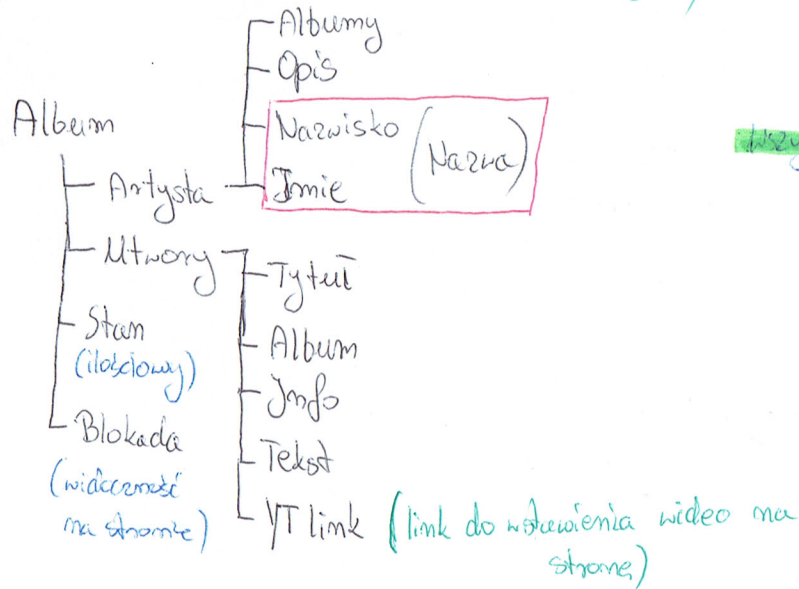 Albumy
Opis
Album
Nazwisko (Nazwa)
Artysta Imie
Utwory
Tytuł
Stan
Album
(ilościowy)
Info
Blokada
Tekst
(widoczność
na stronie)
YT link (link do wstawienia wideo na
stronę)